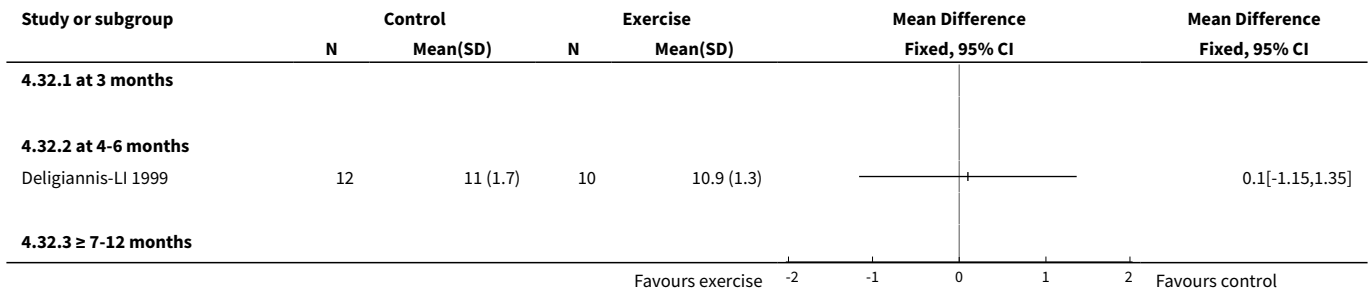 Study or subgroup Control Exercise Mean Difference Mean Difference
N Mean(SD) N Mean(SD) Fixed, 95% CI Fixed, 95% CI
4.32.1 at 3 months
4.32.2 at 4-6 months
Deligiannis-LI 1999 12 11 (1.7) 10 10.9 (1.3) 0.1[-1.15,1.35]
4.32.3 ≥ 7-12 months
Favours exercise -2 -1 0 1 2 Favours control